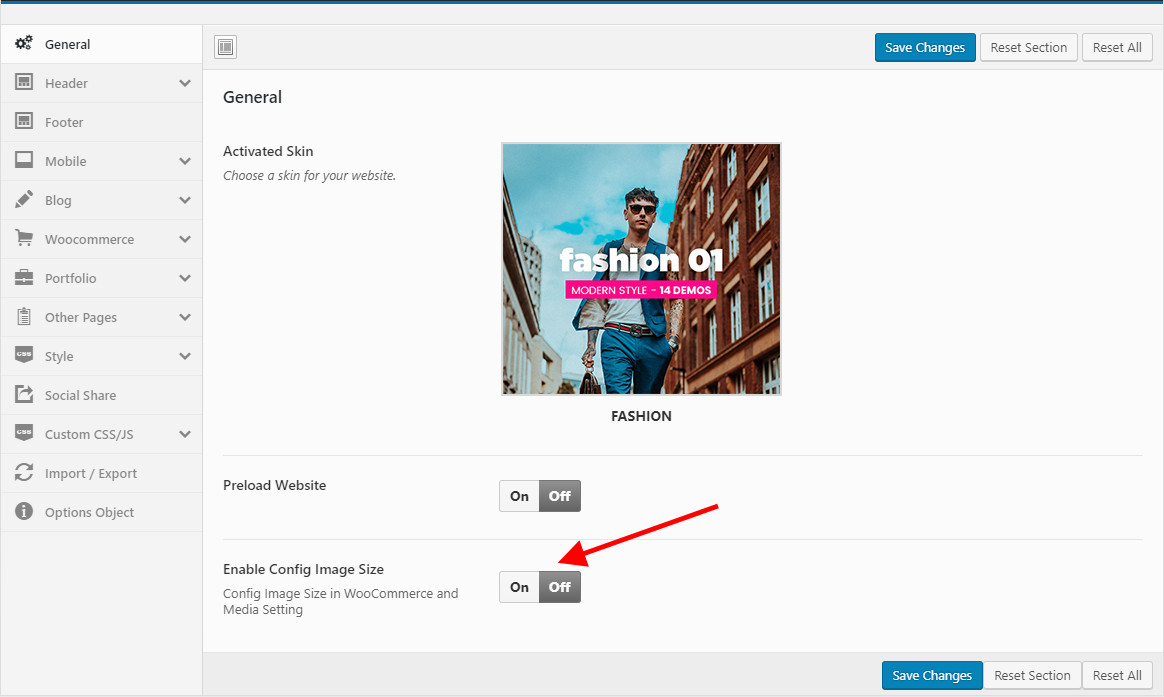 General
Header
Footer
Mobile
Blog
Woocommerce
Portfolio
Other Pages
CSS
Style
Social Share
CSS
Custom CSS/JS
Import / Export
Options Object
Save Changes
Reset Section
Reset All
General
Activated Skin
Choose a skin for your website.
fashion 01
MODERN STYLE - 14 DEMOS
FASHION
Preload Website
On
Off
Enable Config Image Size
Config Image Size in WooCommerce and
Media Setting
On
Off
Save Changes
Reset Section
Reset All